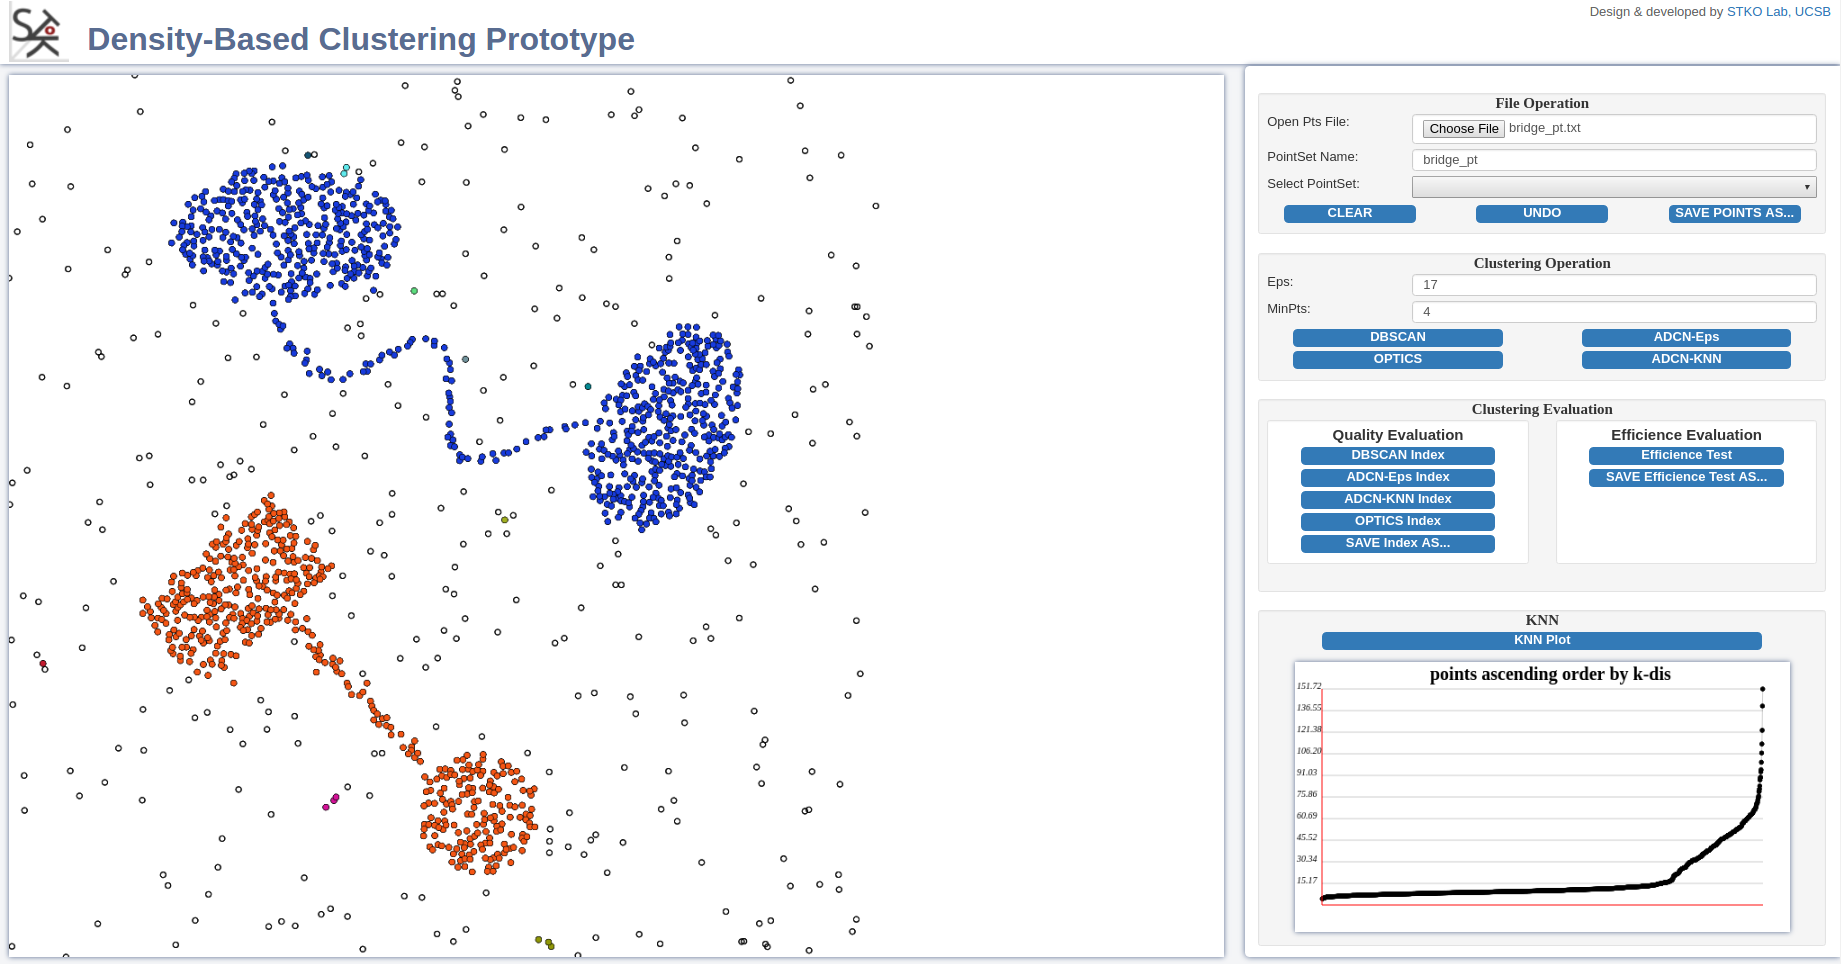 Design & developed by STKO Lab, UCSB
STK
Density-Based Clustering Prototype
File Operation
Open Pts File:
Choose File bridge_pt.txt
PointSet Name:
bridge_pt
Select PointSet:
CLEAR
UNDO
SAVE POINTS AS...
Clustering Operation
Eps:
17
MinPts:
4
DBSCAN
ADCN-Eps
OPTICS
ADCN-KNN
Clustering Evaluation
Quality Evaluation
DBSCAN Index
ADCN-Eps Index
ADCN-KNN Index
OPTICS Index
SAVE Index AS...
Efficience Evaluation
Efficience Test
SAVE Efficience Test AS...
KNN
KNN Plot
points ascending order by k-dis
151.72
136.55
121.38
106.20
91.03
75.86
60.69
45.52
30.34
15.17